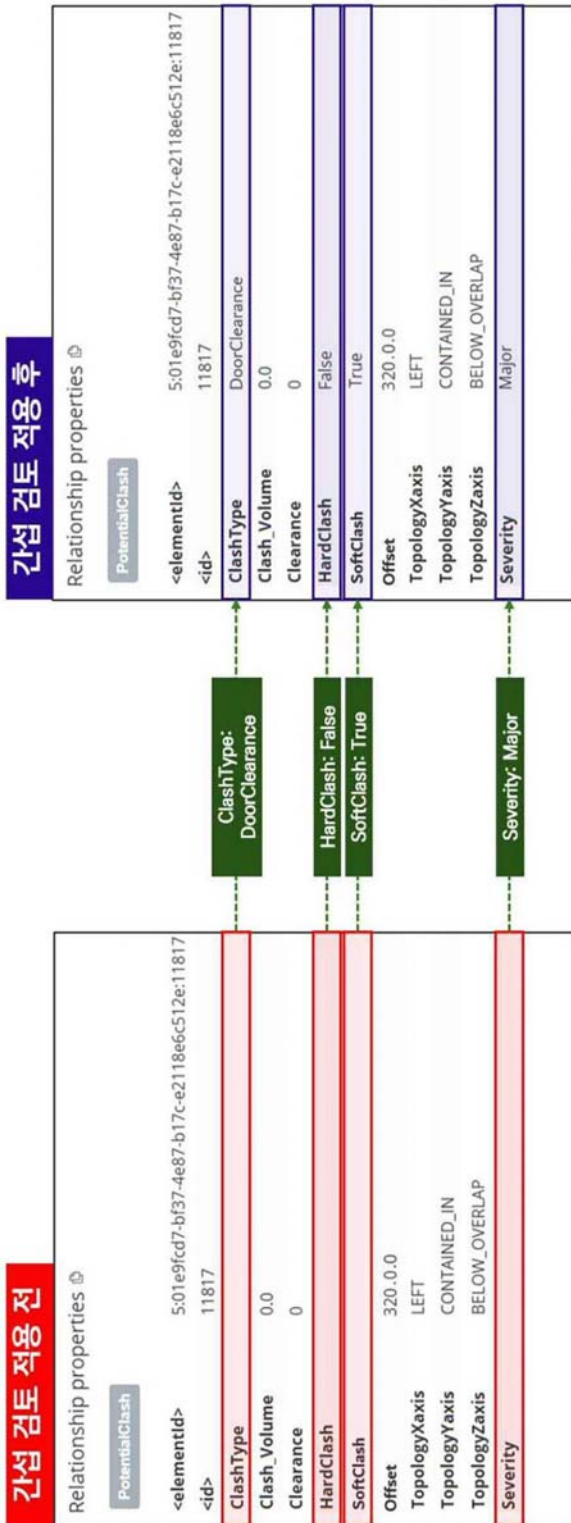 간섭 검토 적용 전
Relationship properties
PotentialClash
<elementId> 5:01e9fcd7-bf37-4e87-b17c-e2118e6c512e:11817
<id> 11817
ClashType
Clash_Volume 0.0
Clearance 0
HardClash
SoftClash
Offset 320.0.0
TopologyXaxis LEFT
TopologyYaxis CONTAINED_IN
TopologyZaxis BELOW_OVERLAP
Severity
ClashType:
DoorClearance
HardClash: False
SoftClash: True
Severity: Major
간섭 검토 적용 후
Relationship properties
PotentialClash
<elementId> 5:01e9fcd7-bf37-4e87-b17c-e2118e6c512e:11817
<id> 11817
ClashType DoorClearance
Clash_Volume 0.0
Clearance 0
HardClash False
SoftClash True
Offset 320.0.0
TopologyXaxis LEFT
TopologyYaxis CONTAINED_IN
TopologyZaxis BELOW_OVERLAP
Severity Major